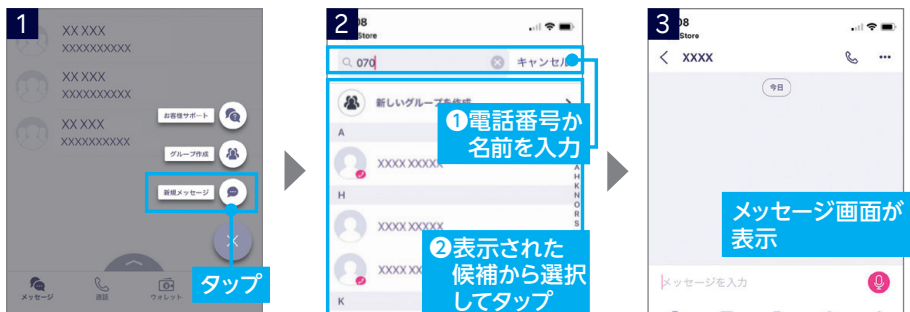 1
XX XXX
XXXXXXXXXX
XX XXX
XXXXXXXXXX
XX XXX
XXXXXXXXXX
お客様サポート
グループ作成
新規メッセージ
タップ
メッセージ
通話
ウォレット
2
08
Store
070
キャンセル
新しいグループを作成
❶電話番号か
名前を入力
A
XXXX XXXXX
H
XXXX XXXXX
XXXX XX
K
A
H
K
N
O
R
S
❷表示された
候補から選択
してタップ
3
08
Store
XXXX
今日
メッセージ画面が
表示
メッセージを入力